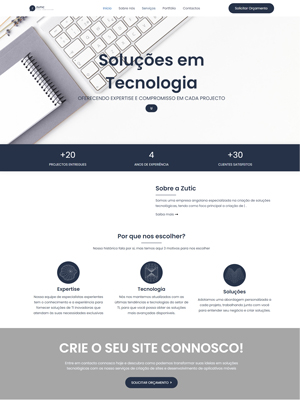 Zutic
Início Sobre nós Serviços Portfolio Contactos
Solicitar Orçamento
Soluções em
Tecnologia
OFERECENDO EXPERTISE E COMPROMISSO EM CADA PROJECTO
+20 4 +30
PROJECTOS ENTREGUES ANOS DE EXPERIÊNCIA CLIENTES SATISFEITOS
Sobre a Zutic
Somos uma empresa angolana especializada na criação de soluções
tecnológicas, tendo como foco principal a criação de
Saiba mais
Por que nos escolher?
Nosso histórico fala por si, mas temos aqui 3 motivos para nos escolher
Expertise
Nossa equipe de especialistas experientes
tem o conhecimento e a experiência para
fornecer soluções de TI inovadoras que
atendam às suas necessidades exclusivas
Tecnologia
Nós nos mantemos atualizados com as
últimas tendências e tecnologias do setor de
TI para que você possa obter as soluções
mais avançadas disponíveis.
Soluções
Adotamos uma abordagem personalizada a
cada projeto, trabalhando junto com você
para entender seu negócio e criar soluções
CRIE O SEU SITE CONNOSCO!
Entre em contacto connosco hoje e descubra como podemos transformar suas ideias em soluções
tecnológicas com os nosso serviços de criação de sites e desenvolvimento de aplicativos móveis.
SOLICITAR ORÇAMENTO